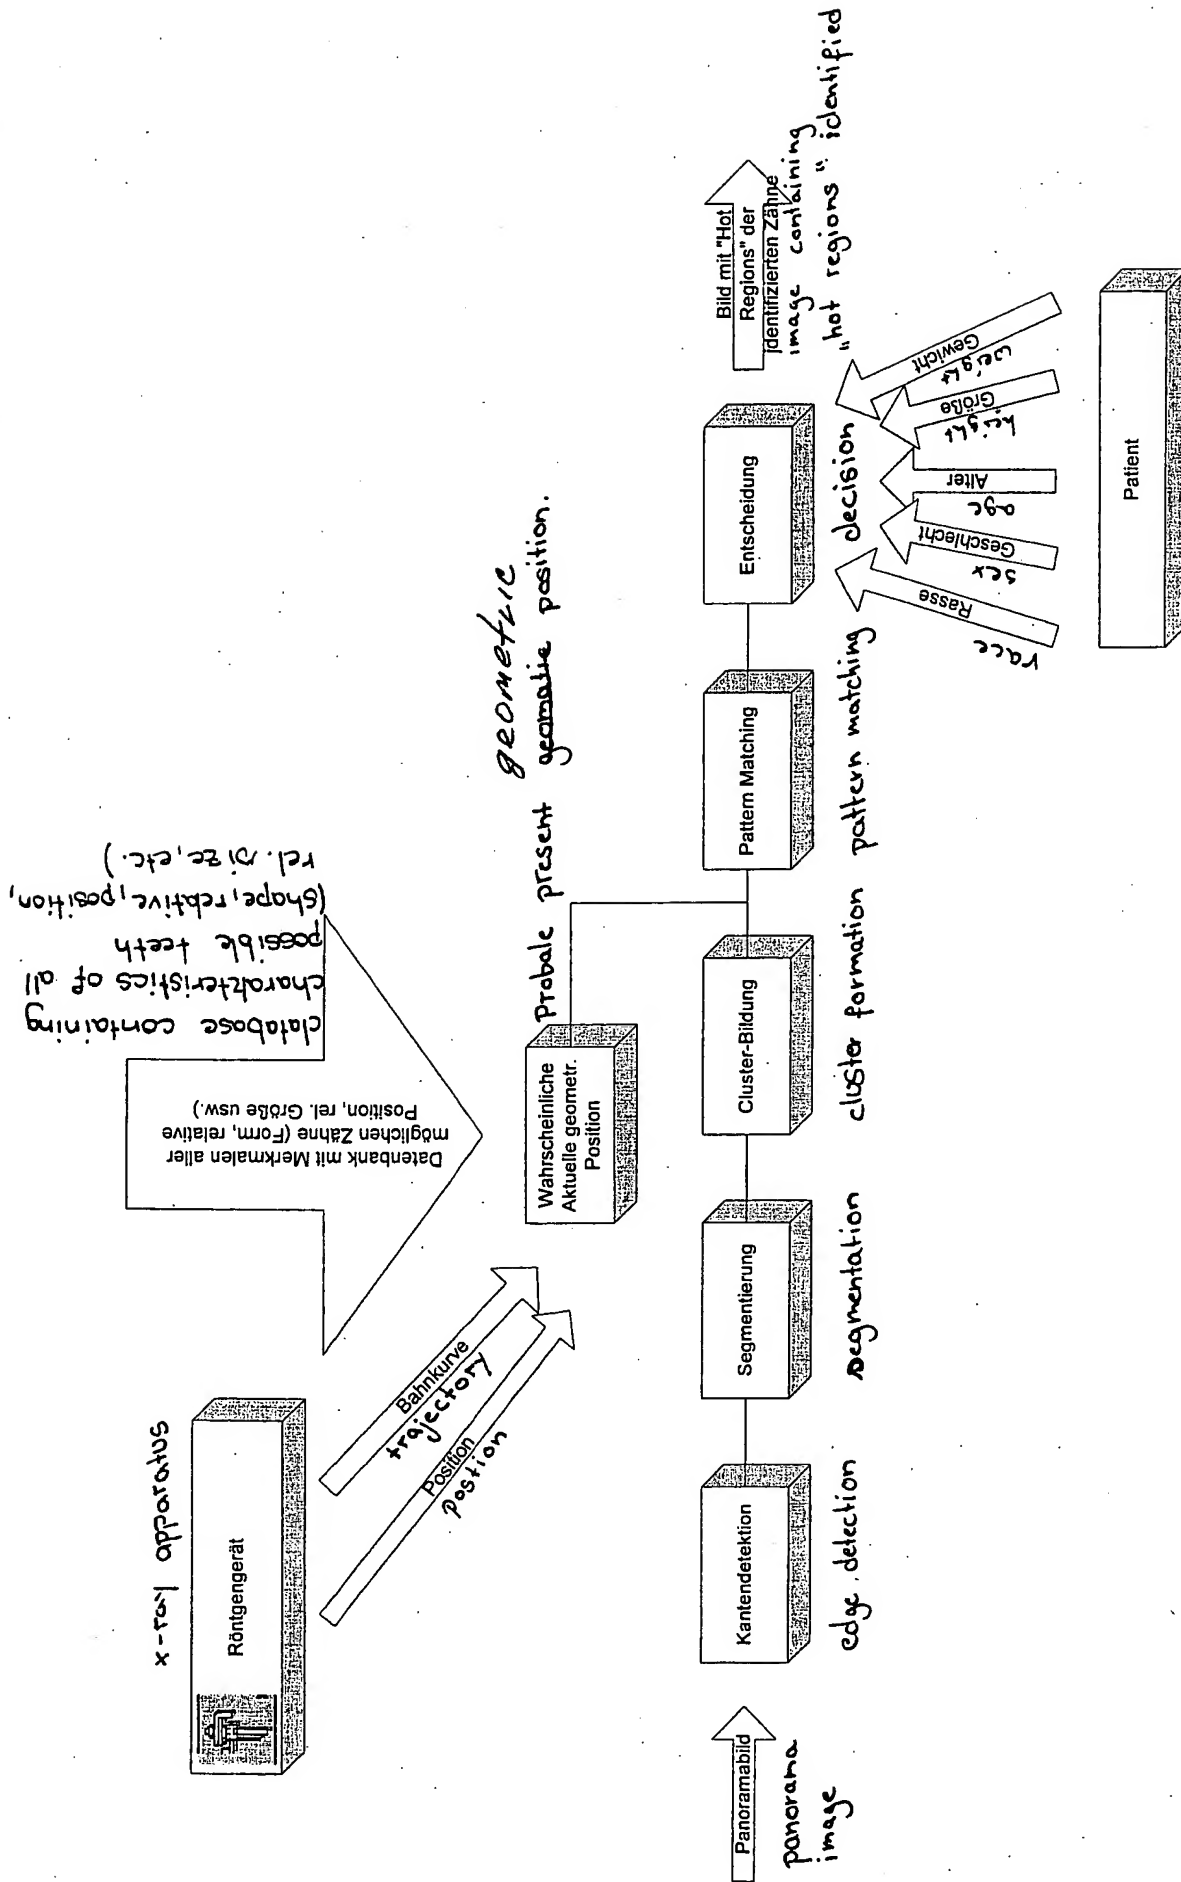 x-ray apparatus
Röntgengerät
Bahnkurve
trajectory
Position
postion
database containing
charakteristics of all
possible teeth
(shape, relative, position,
rel. size, etc.)
Datenbank mit Merkmalen aller
möglichen Zähne (Form, relative
Position, rel. Größe usw.)
Wahrscheinliche
Aktuelle geometr.
Position
geometric
Probale present geomatic position.
Panoramabild
panorama
image
Kantendetektion
edge detection
Segmentierung
segmentation
Cluster-Bildung
cluster formation
Pattern Matching
pattern matching
Entscheidung
decision
Bild mit "Hot
Regions" der
identifizierten Zähne
image containing
"hot regions" identified
Rasse
race
Geschlecht
sex
Alter
age
Größe
height
Gewicht
weight
Patient